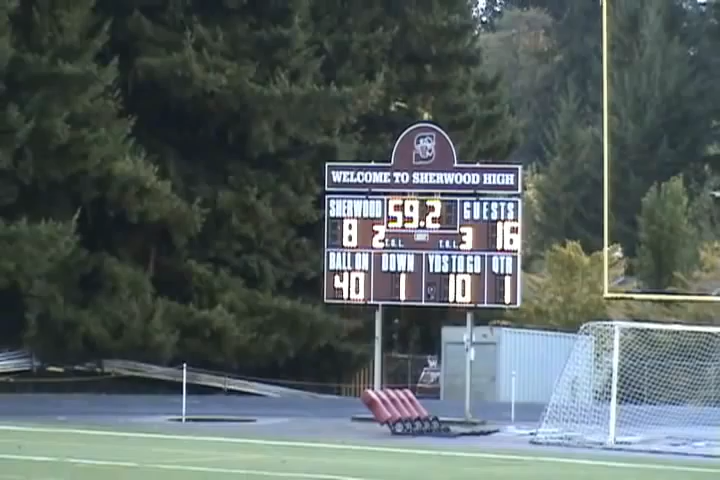 WELCOME TO SHERWOOD HIGH
SHERWOOD 59.2 GUESTS
8 2 T.O.L. T.O.L. 3 16
BALL ON DOWN YDS TO GO QTR
40 1 10 1